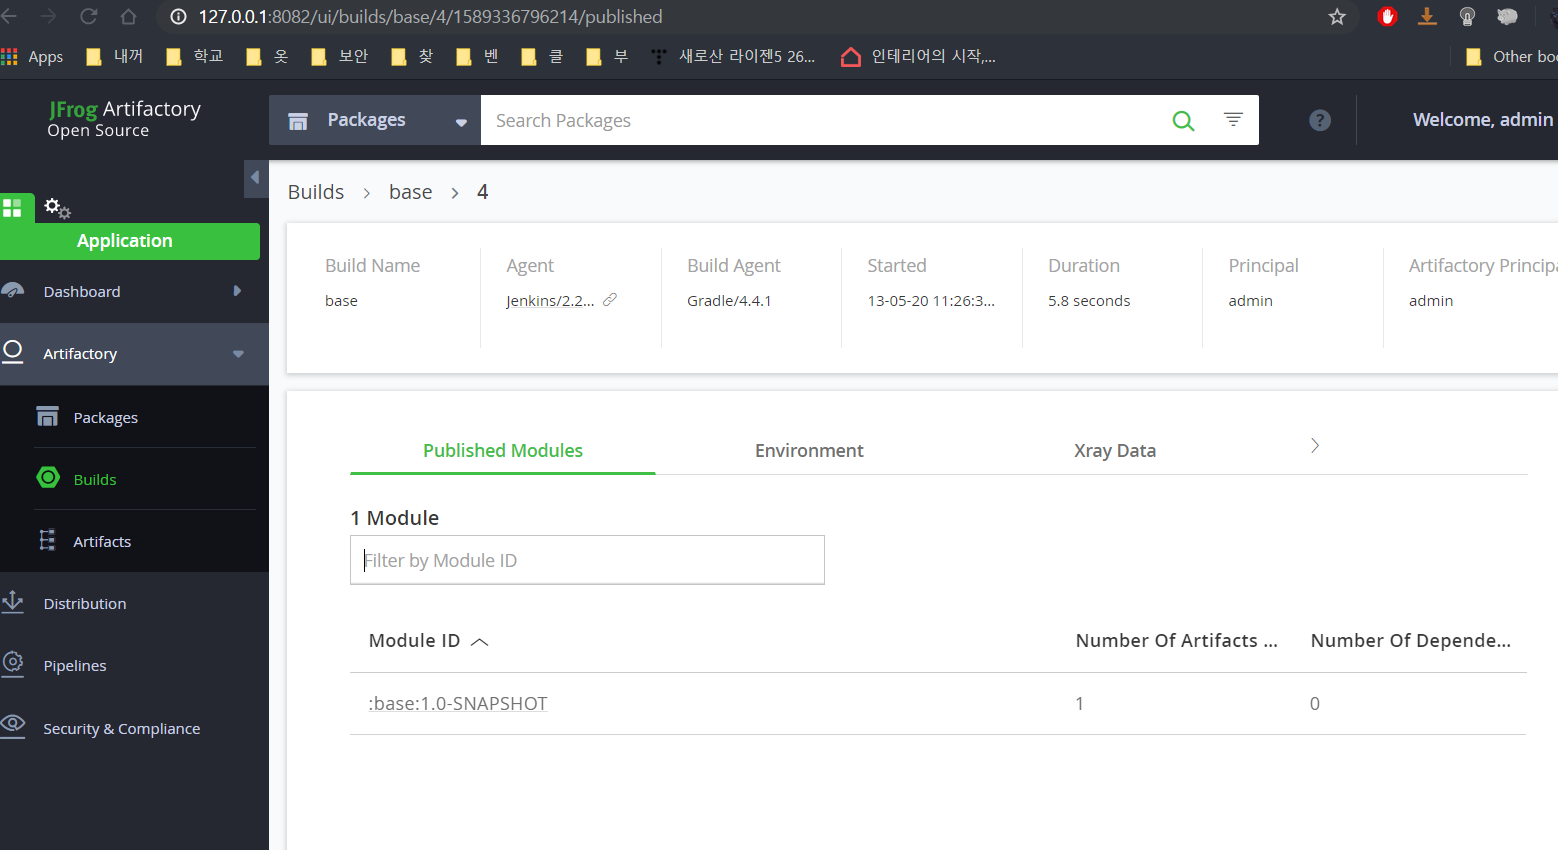 127.0.0.1:8082/ui/builds/base/4/1589336796214/published
Apps 내꺼 학교 옷 보안 찾 벤 클 부 새로산 라이젠5 26... 인테리어의 시작,... Other boo
JFrog Artifactory
Open Source
Packages
Search Packages
?
Welcome, admin
Builds > base > 4
Application
Dashboard
Artifactory
Packages
Builds
Artifacts
Distribution
Pipelines
Security & Compliance
Build Name Agent Build Agent Started Duration Principal Artifactory Principa
base Jenkins/2.2... Gradle/4.4.1 13-05-20 11:26:3... 5.8 seconds admin admin
Published Modules Environment Xray Data
1 Module
Filter by Module ID
Module ID Number Of Artifacts ... Number Of Depende...
:base:1.0-SNAPSHOT 1 0